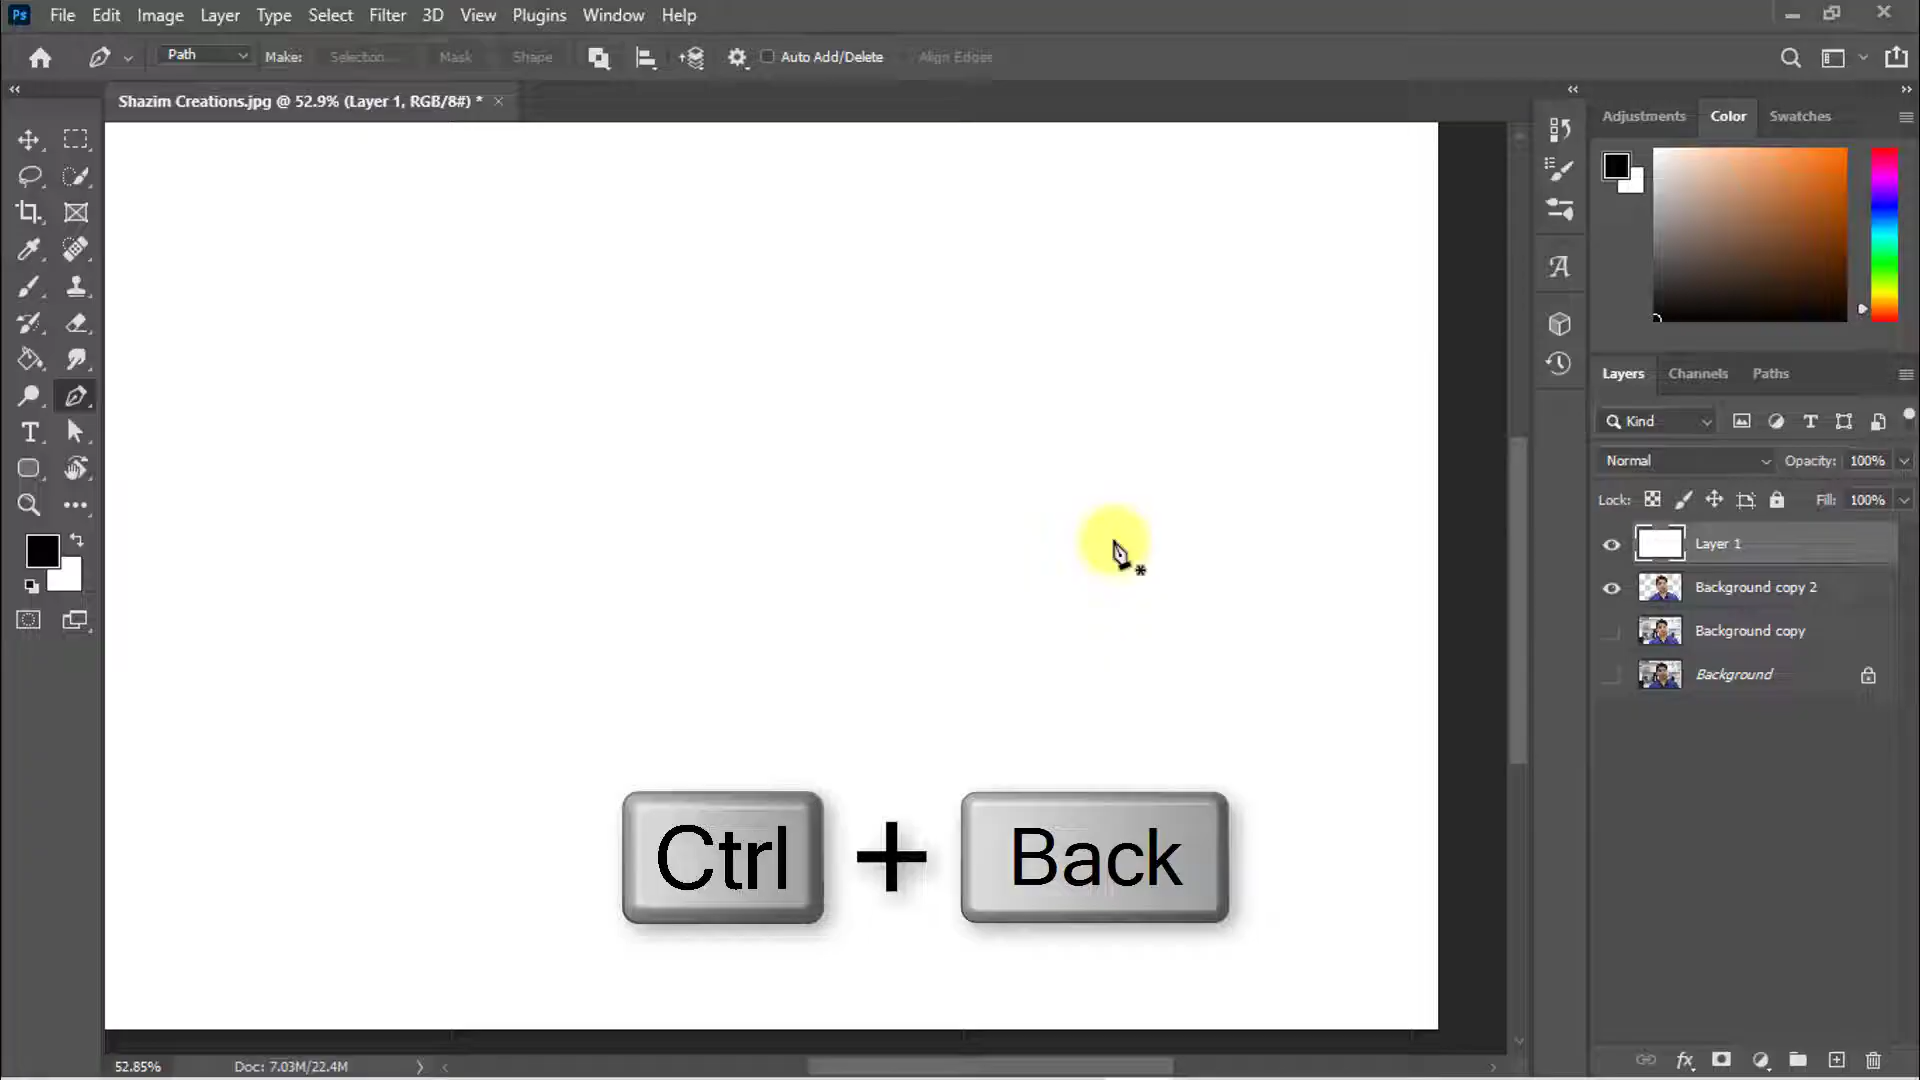 Ps File Edit Image Layer Type Select Filter 3D View Plugins Window Help
Path Make: Selection... Mask Shape Auto Add/Delete Align Edges
Shazim Creations.jpg @ 52.9% (Layer 1, RGB/8#) * ×
Adjustments Color Swatches
Layers Channels Paths
Kind
Normal Opacity: 100%
Lock: Fill: 100%
Layer 1
Background copy 2
Background copy
Background
Ctrl + Back
52.85% Doc: 7.03M/22.4M